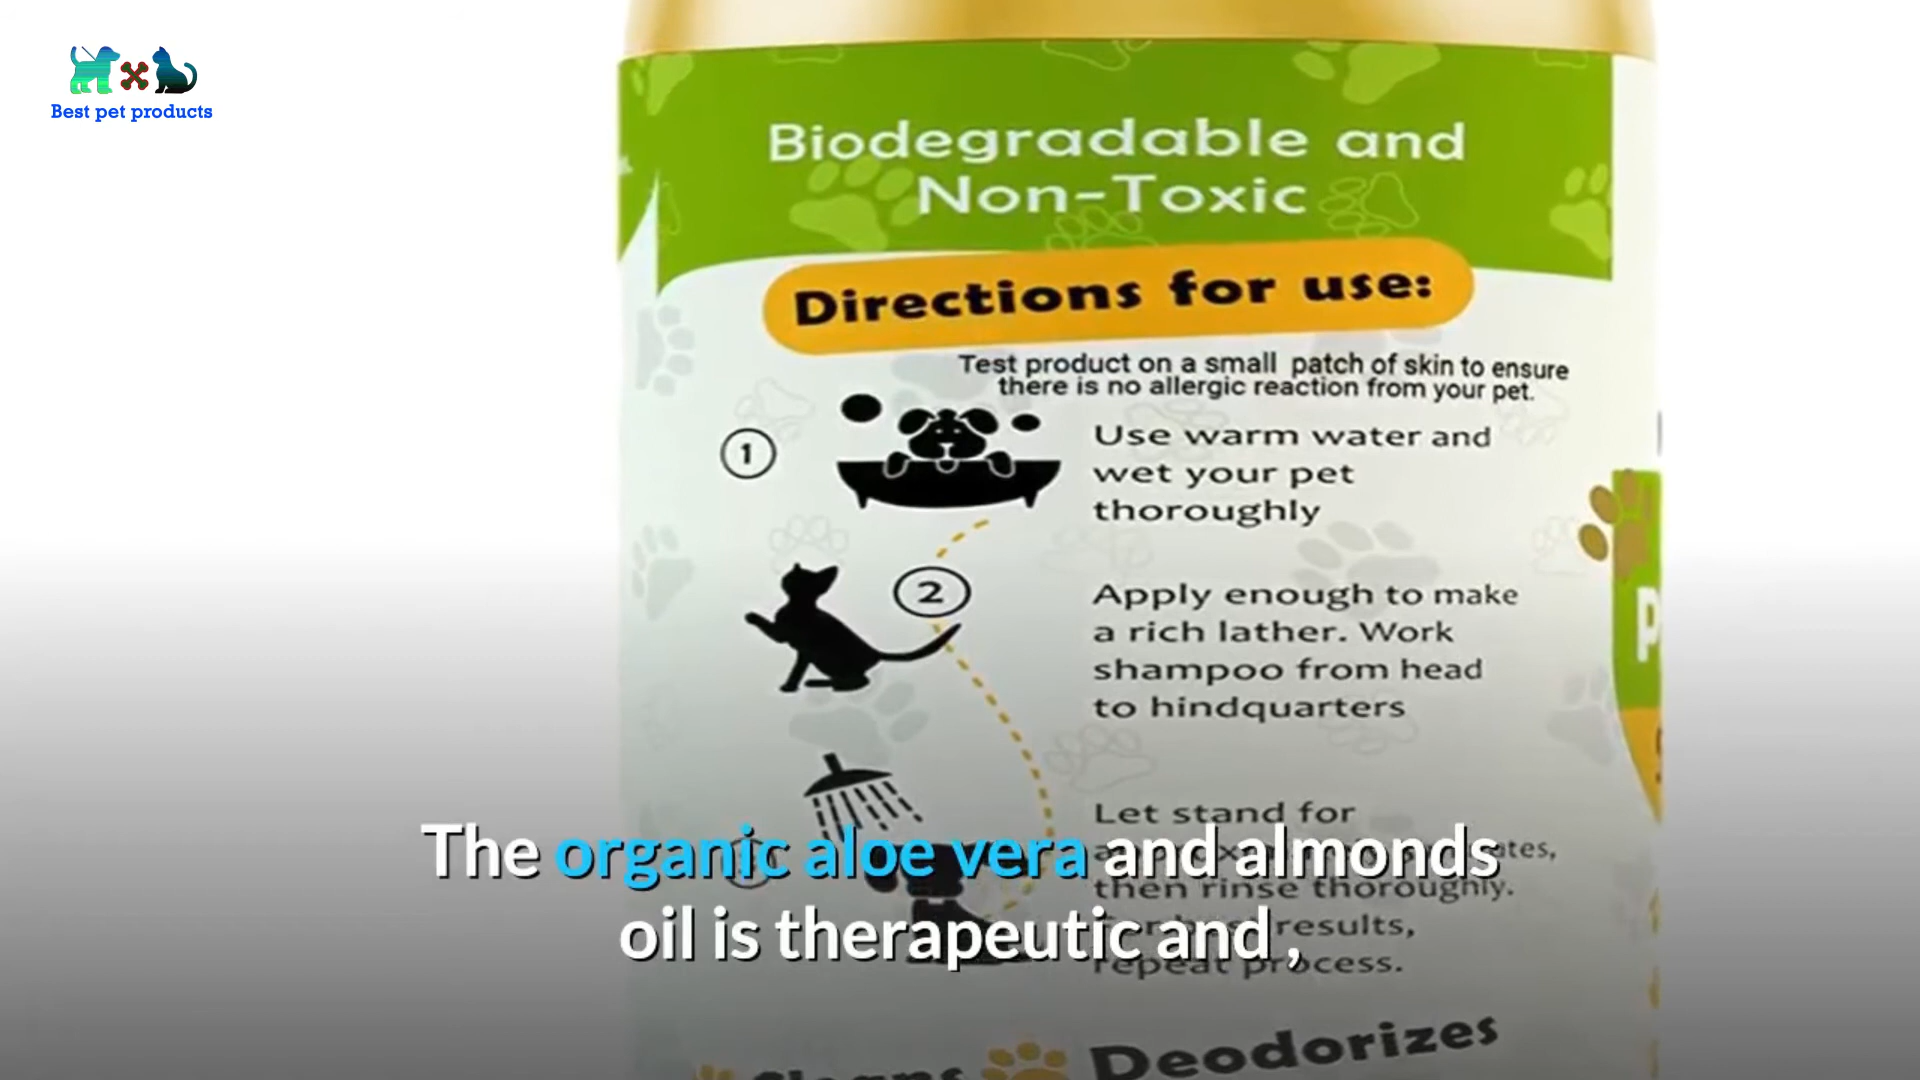 Best pet products
Biodegradable and
Non-Toxic
Directions for use:
Test product on a small patch of skin to ensure
there is no allergic reaction from your pet.
1
Use warm water and
wet your pet
thoroughly
2
Apply enough to make
a rich lather. Work
shampoo from head
to hindquarters
Let stand for
then rinse thoroughly.
results,
repeat process.
The organic aloe vera and almonds
oil is therapeutic and ,
Cleans Deodorizes